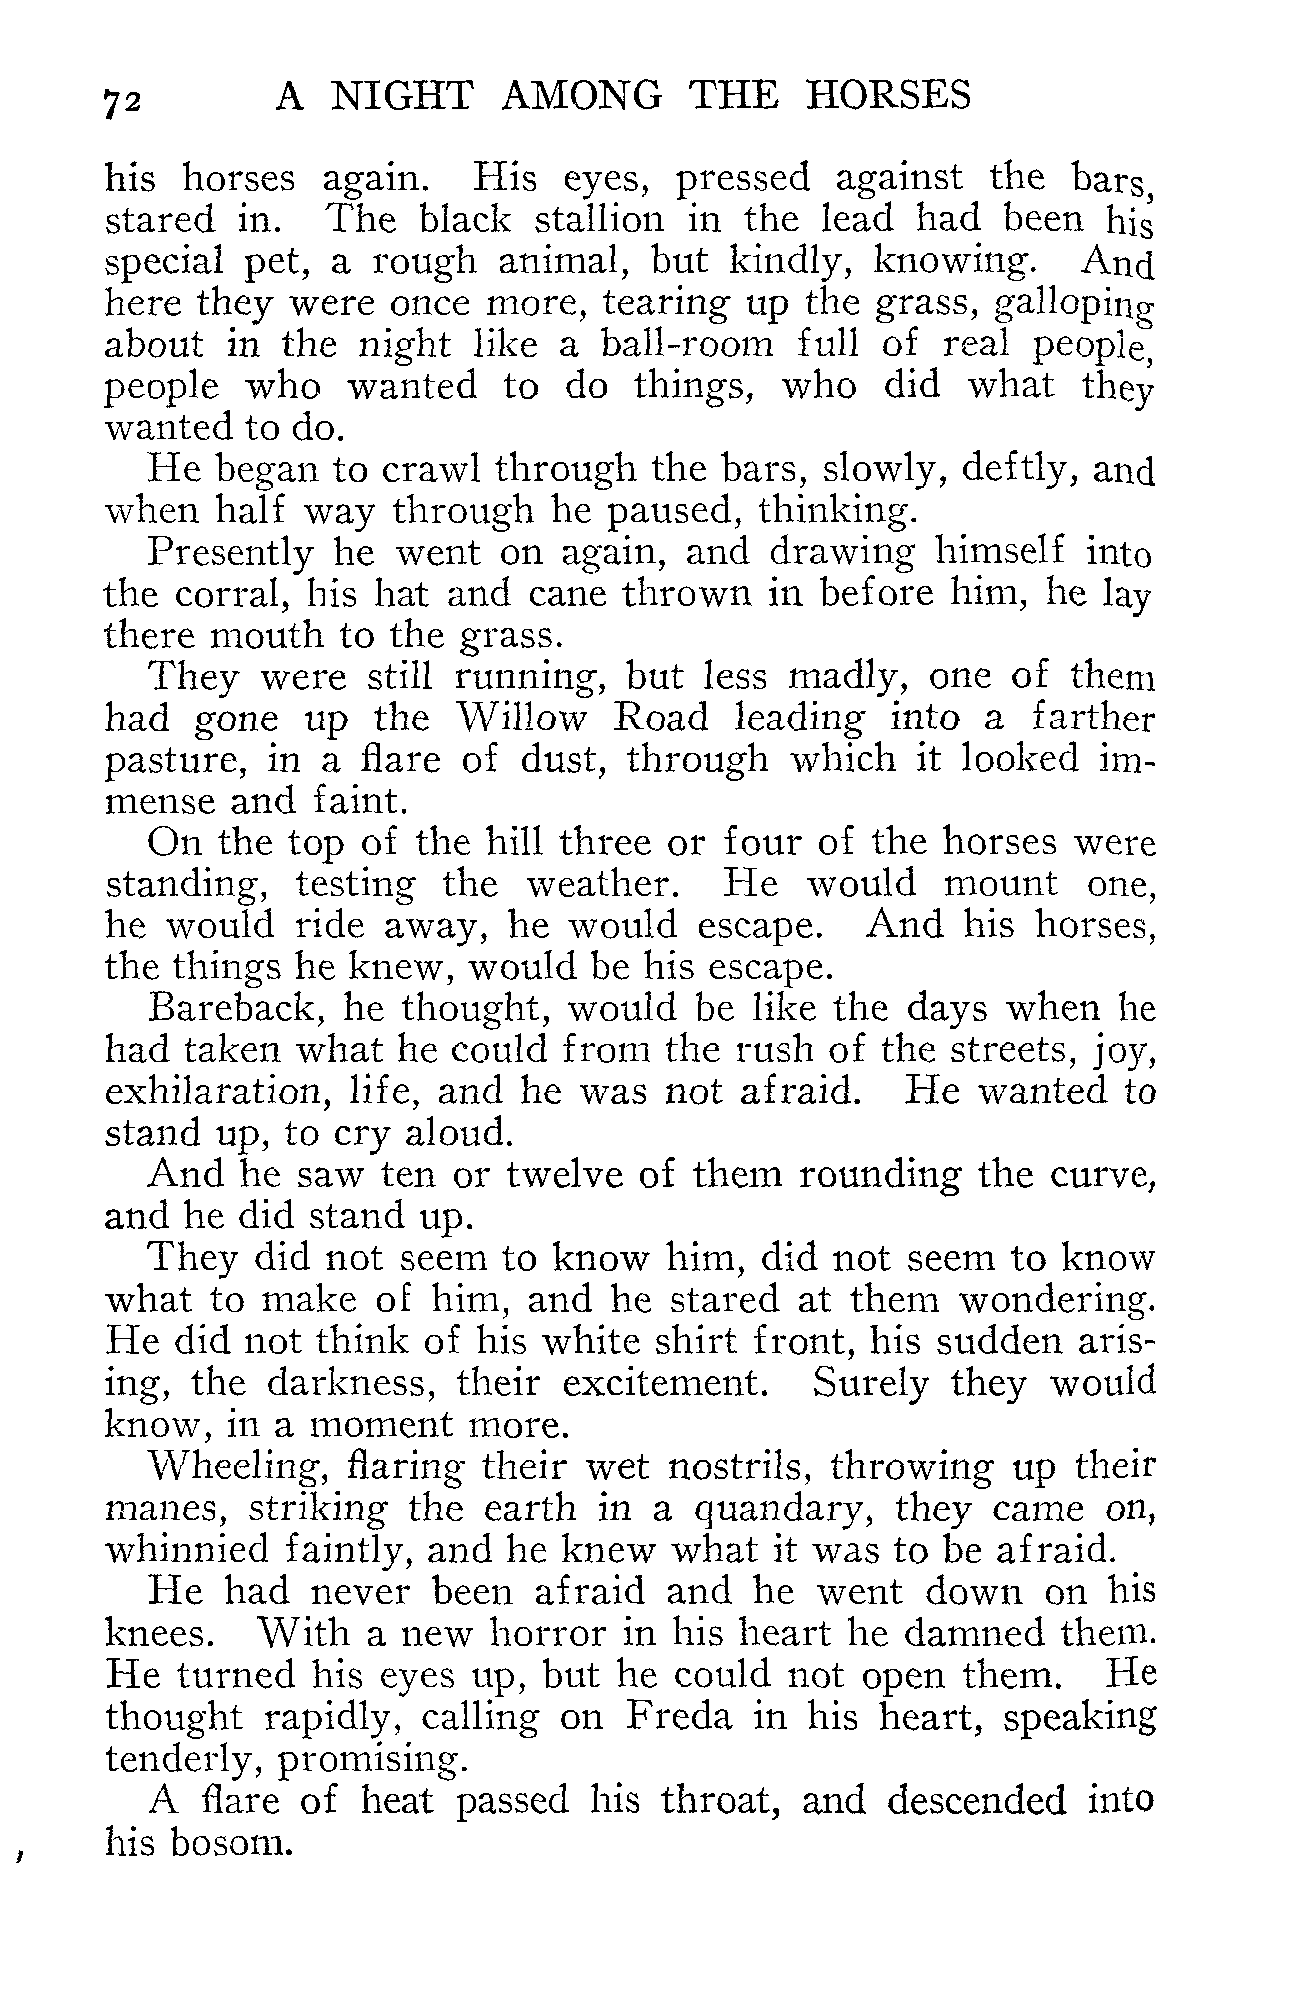 72 A NIGHT AMONG THE HORSES
his horses again. His eyes, pressed against the bars,
stared in. The black stallion in the lead had been his
special pet, a rough animal, but kindly, knowing. And
here they were once more, tearing up the grass, galloping
about in the night like a ball-room full of real people,
people who wanted to do things, who did what they
wanted to do.
He began to crawl through the bars, slowly, deftly, and
when half way through he paused, thinking.
Presently he went on again, and drawing himself into
the corral, his hat and cane thrown in before him, he lay
there mouth to the grass.
They were still running, but less madly, one of them
had gone up the Willow Road leading into a farther
pasture, in a flare of dust, through which it looked im-
mense and faint.
On the top of the hill three or four of the horses were
standing, testing the weather. He would mount one,
he would ride away, he would escape. And his horses,
the things he knew, would be his escape.
Bareback, he thought, would be like the days when he
had taken what he could from the rush of the streets, joy,
exhilaration, life, and he was not afraid. He wanted to
stand up, to cry aloud.
And he saw ten or twelve of them rounding the curve,
and he did stand up.
They did not seem to know him, did not seem to know
what to make of him, and he stared at them wondering.
He did not think of his white shirt front, his sudden aris-
ing, the darkness, their excitement. Surely they would
know, in a moment more.
Wheeling, flaring their wet nostrils, throwing up their
manes, striking the earth in a quandary, they came on,
whinnied faintly, and he knew what it was to be afraid.
He had never been afraid and he went down on his
knees. With a new horror in his heart he damned them.
He turned his eyes up, but he could not open them. He
thought rapidly, calling on Freda in his heart, speaking
tenderly, promising.
A flare of heat passed his throat, and descended into
his bosom.